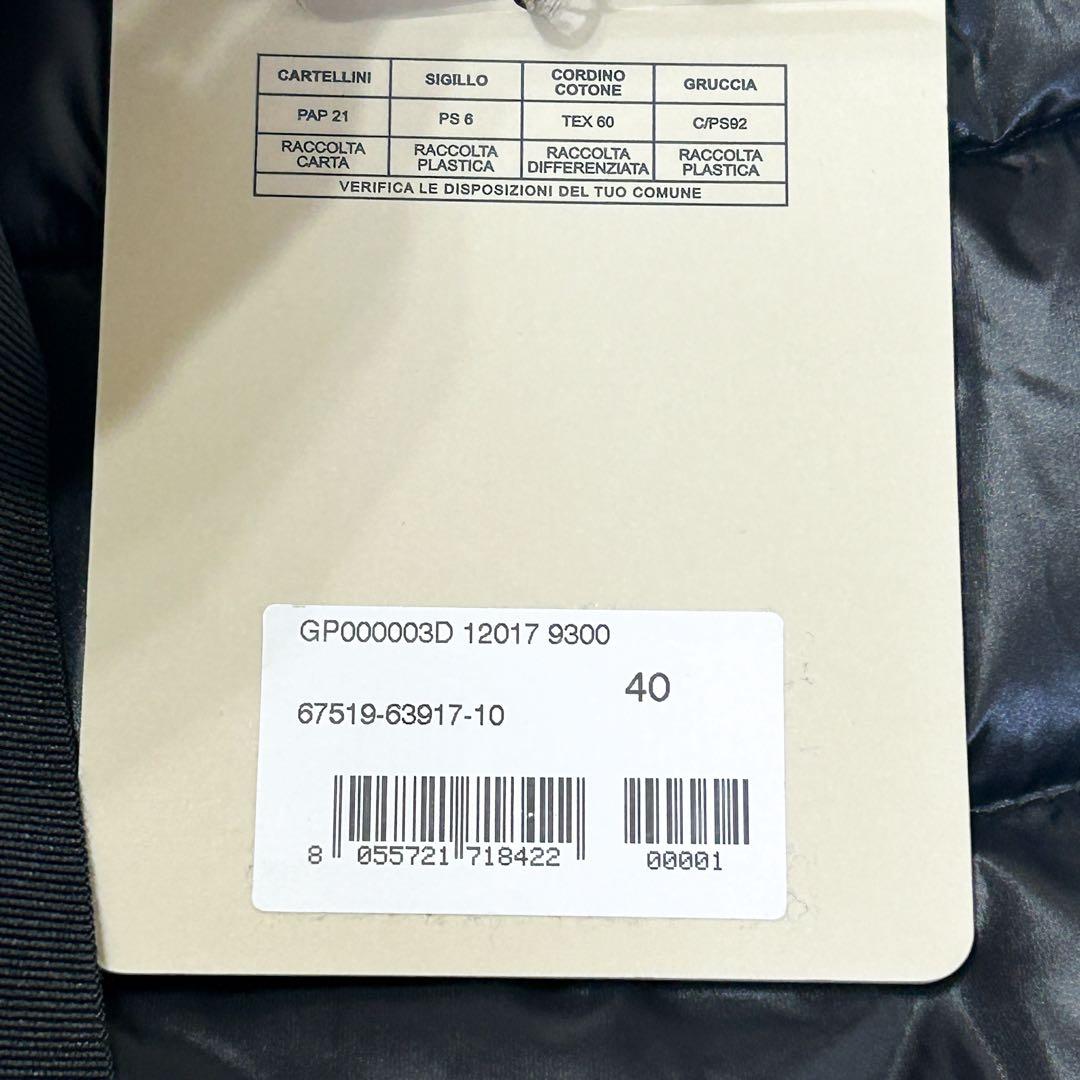 CARTELLINI SIGILLO CORDINO COTONE GRUCCIA
PAP 21 PS 6 TEX 60 C/PS92
RACCOLTA CARTA RACCOLTA PLASTICA RACCOLTA DIFFERENZIATA RACCOLTA PLASTICA
VERIFICA LE DISPOSIZIONI DEL TUO COMUNE
GP000003D 12017 9300
40
67519-63917-10
8 055721 718422 00001